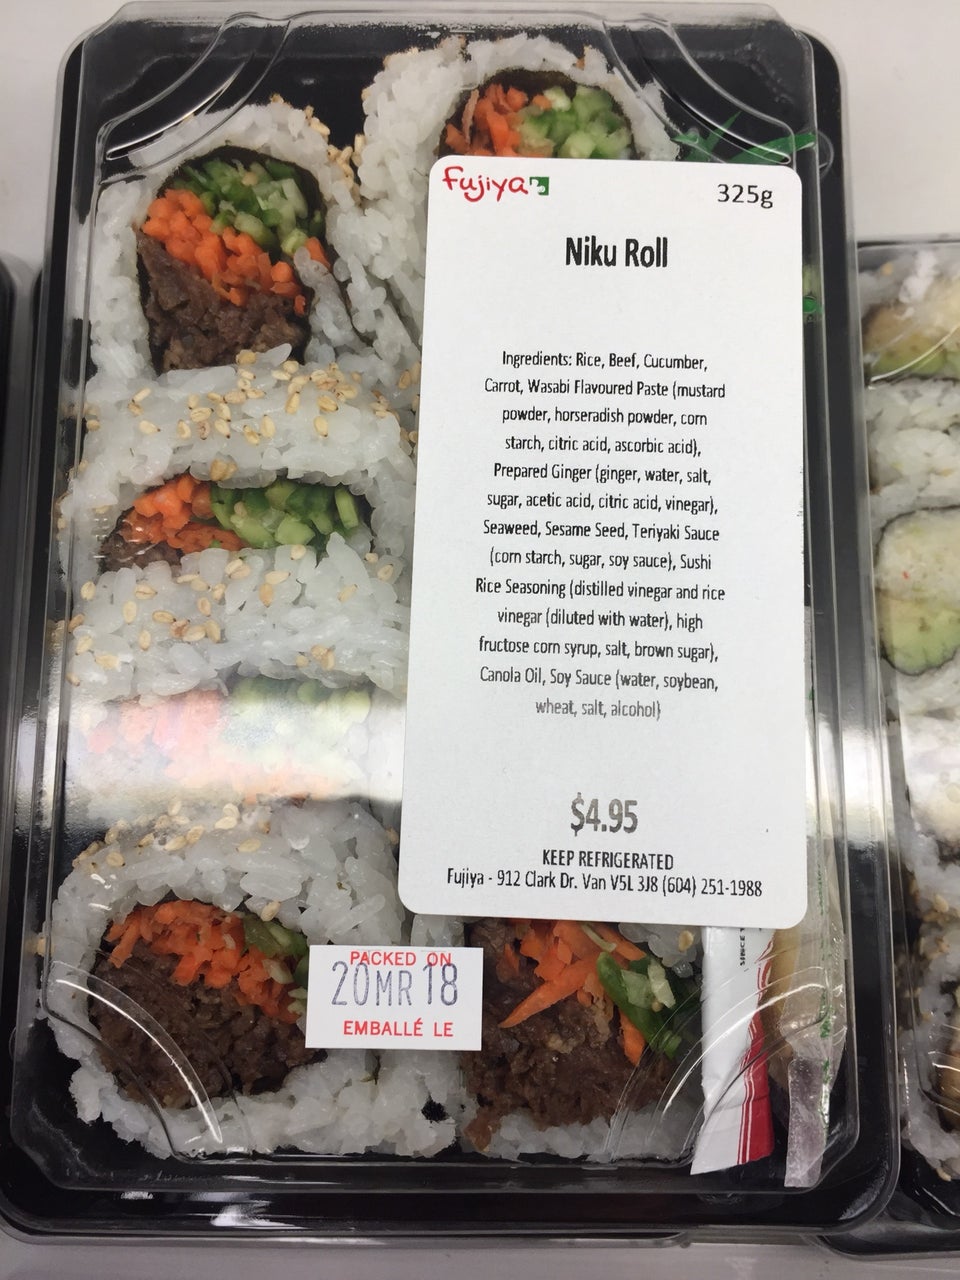 fujiya
325g
Niku Roll
Ingredients: Rice, Beef, Cucumber,
Carrot, Wasabi Flavoured Paste (mustard
powder, horseradish powder, corn
starch, citric acid, ascorbic acid),
Prepared Ginger (ginger, water, salt,
sugar, acetic acid, citric acid, vinegar),
Seaweed, Sesame Seed, Teriyaki Sauce
(corn starch, sugar, soy sauce), Sushi
Rice Seasoning (distilled vinegar and rice
vinegar (diluted with water), high
fructose corn syrup, salt, brown sugar),
Canola Oil, Soy Sauce (water, soybean,
wheat, salt, alcohol)
$4.95
KEEP REFRIGERATED
Fujiya - 912 Clark Dr. Van V5L 3J8 (604) 251-1988
PACKED ON
20MR18
EMBALLÉ LE